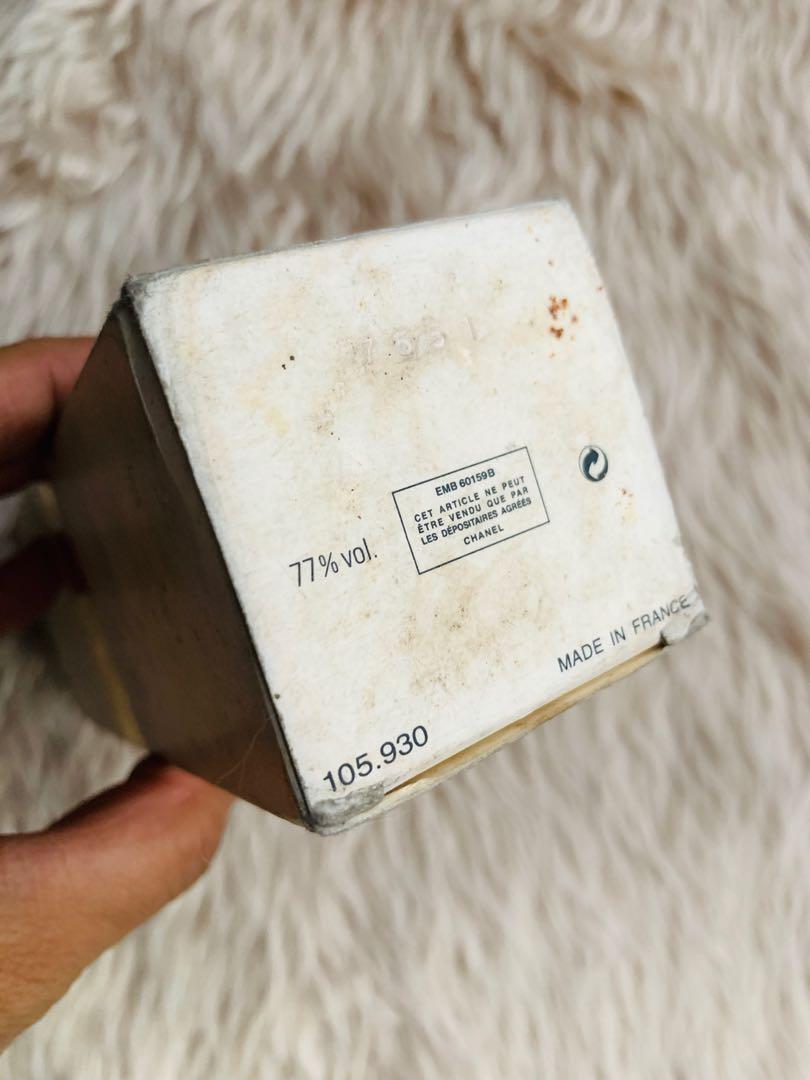 EMB 60159B
CET ARTICLE NE PEUT
ÊTRE VENDU QUE PAR
LES DÉPOSITAIRES AGRÉÉS
CHANEL
77% vol.
MADE IN FRANCE
105.930